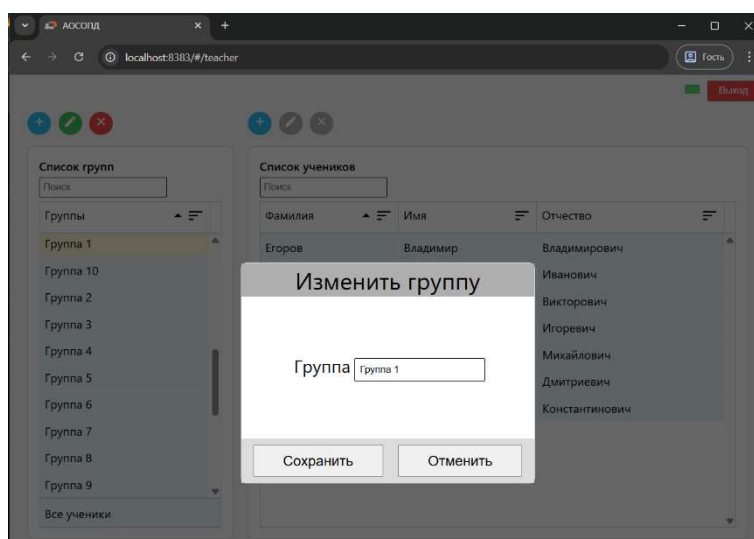 АОСОПД
localhost:8383/#/teacher
Гость
Выход
Список групп
Поиск
Группы
Группа 1
Группа 10
Группа 2
Группа 3
Группа 4
Группа 5
Группа 6
Группа 7
Группа 8
Группа 9
Все ученики
Список учеников
Поиск
Фамилия Имя Отчество
Егоров Владимир Владимирович
Иванович
Викторович
Игоревич
Михайлович
Дмитриевич
Константинович
Изменить группу
Группа Группа 1
Сохранить Отменить